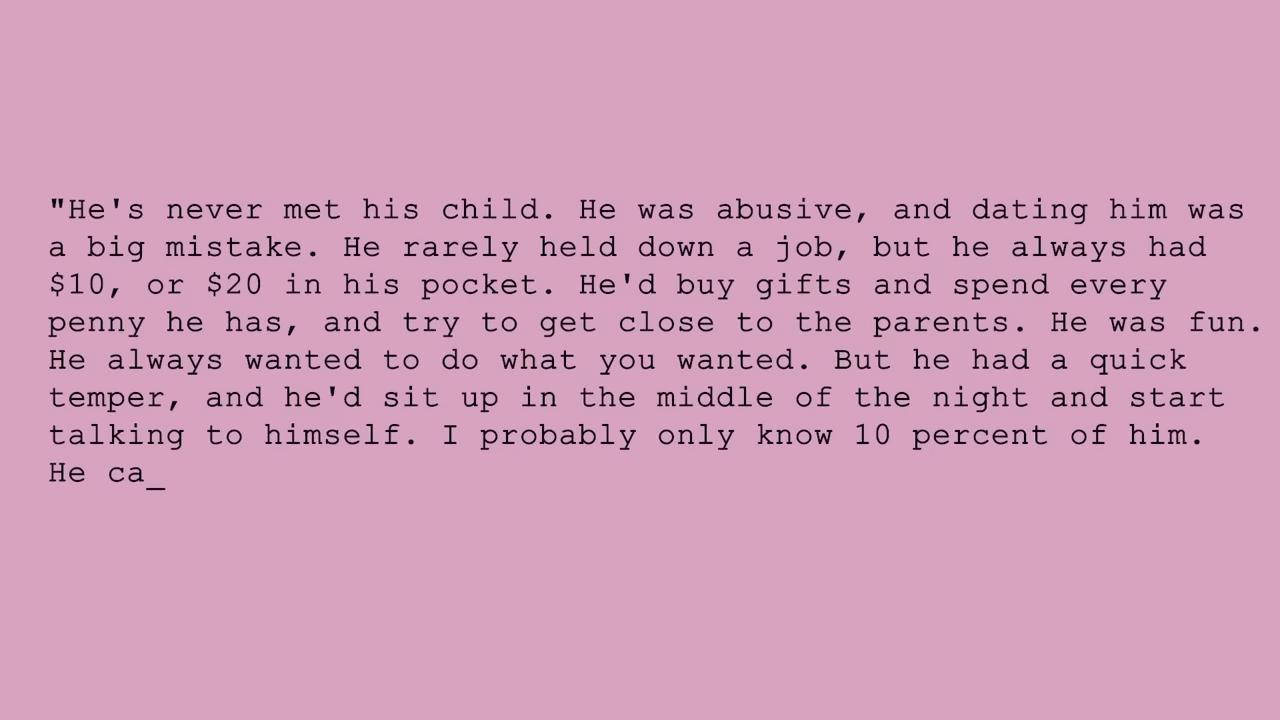 "He's never met his child. He was abusive, and dating him was
a big mistake. He rarely held down a job, but he always had
$10, or $20 in his pocket. He'd buy gifts and spend every
penny he has, and try to get close to the parents. He was fun.
He always wanted to do what you wanted. But he had a quick
temper, and he'd sit up in the middle of the night and start
talking to himself. I probably only know 10 percent of him.
He ca_